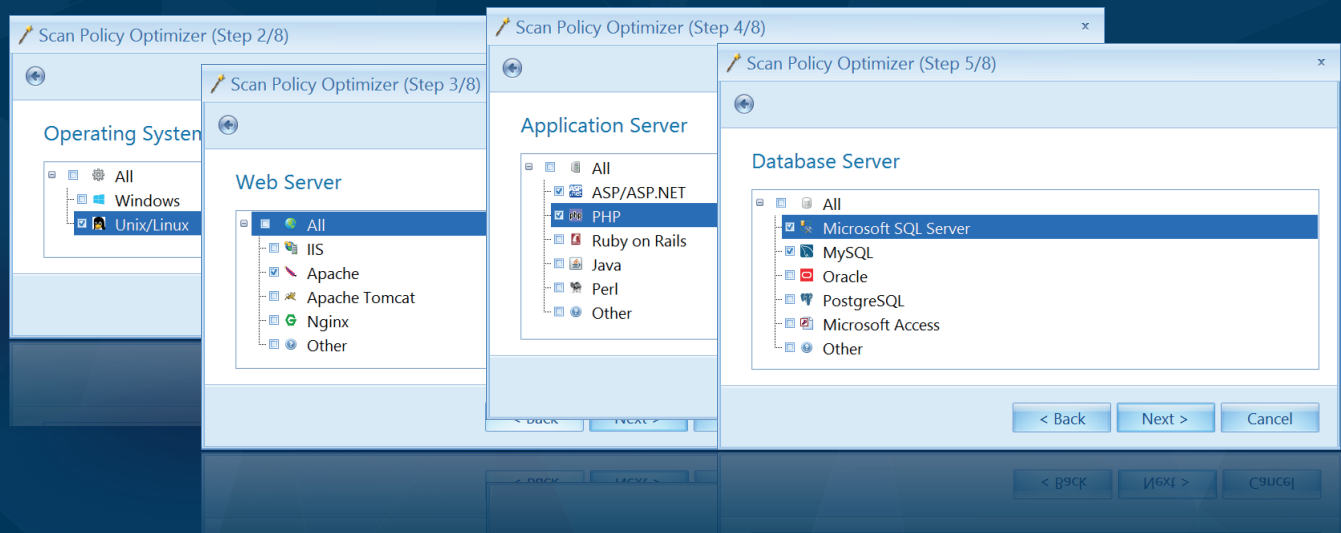 Scan Policy Optimizer (Step 2/8)
Operating System
All
Windows
Unix/Linux
Scan Policy Optimizer (Step 3/8)
Web Server
All
IIS
Apache
Apache Tomcat
Nginx
Other
Scan Policy Optimizer (Step 4/8)
x
Application Server
All
ASP/ASP.NET
PHP
Ruby on Rails
Java
Perl
Other
< Back Next >
Scan Policy Optimizer (Step 5/8)
x
Database Server
All
Microsoft SQL Server
MySQL
Oracle
PostgreSQL
Microsoft Access
Other
< Back Next > Cancel